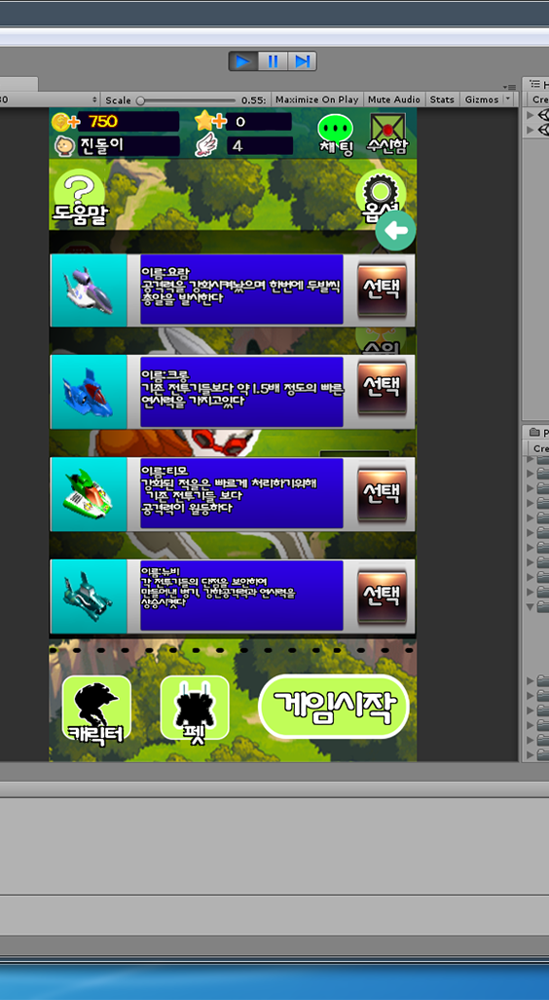 Scale 0.55: Maximize On Play Mute Audio Stats Gizmos Cre
750 0
진돌이 4 채팅 수신함
도움말 옵션
이름:요람
공격력을 강화시켜놨으며 한번에 두발씩
총알을 발사한다
선택
이름:크롱
기존 전투기들보다 약 1.5배 정도의 빠른
연사력을 가지고있다
선택
이름:티모
강화된 적을은 빠르게 처리하기위해
기존 전투기들 보다
공격력이 월등하다
선택
이름:뉴비
각 전투기들의 단점을 보안하여
만들어낸 병기, 강한공격력과 연사력을
상승시켯다
선택
캐릭터 펫 게임시작
Cre